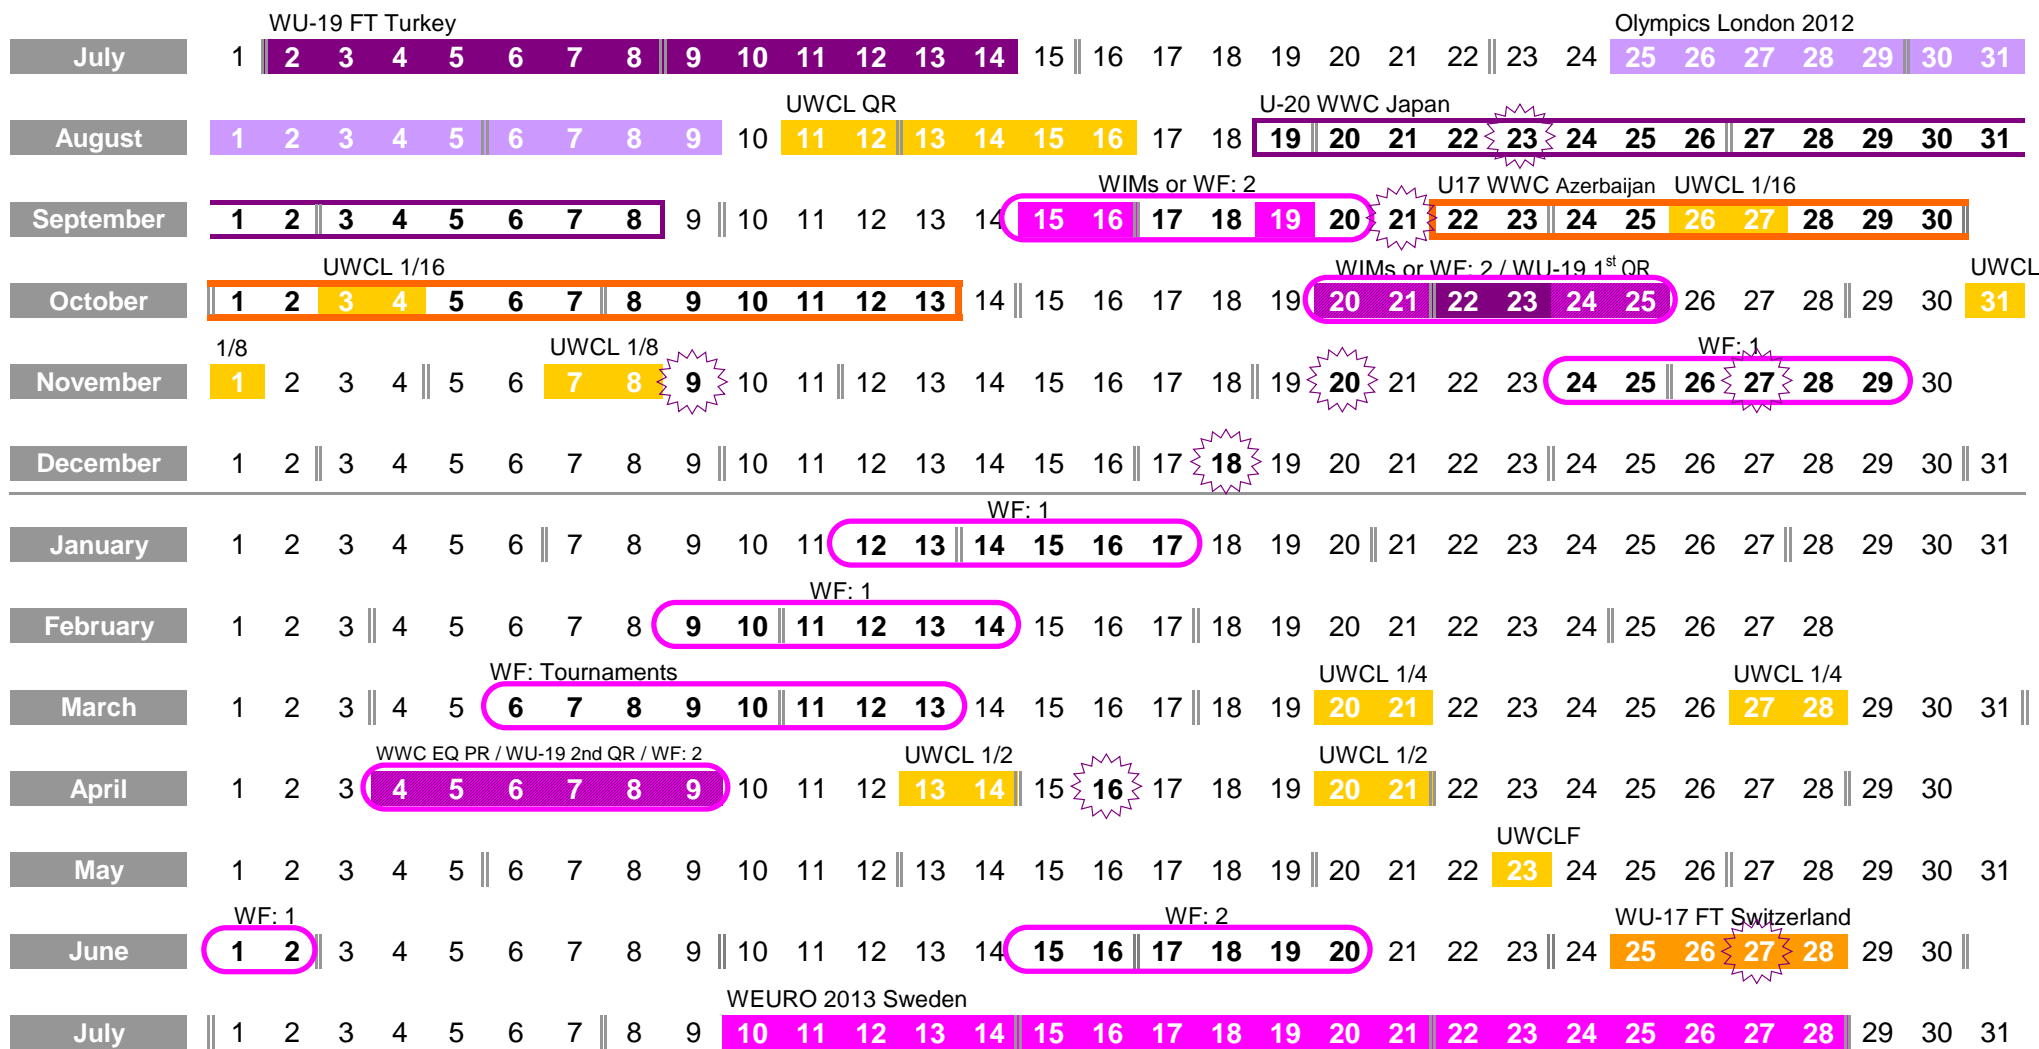 WU-19 FT Turkey Olympics London 2012
July 1 2 3 4 5 6 7 8 9 10 11 12 13 14 15 16 17 18 19 20 21 22 23 24 25 26 27 28 29 30 31
UWCL QR U-20 WWC Japan
August 1 2 3 4 5 6 7 8 9 10 11 12 13 14 15 16 17 18 19 20 21 22 23 24 25 26 27 28 29 30 31
WIMs or WF: 2 U17 WWC Azerbaijan UWCL 1/16
September 1 2 3 4 5 6 7 8 9 10 11 12 13 14 15 16 17 18 19 20 21 22 23 24 25 26 27 28 29 30
UWCL 1/16 WIMs or WF: 2 / WU-19 1st QR UWCL
October 1 2 3 4 5 6 7 8 9 10 11 12 13 14 15 16 17 18 19 20 21 22 23 24 25 26 27 28 29 30 31
1/8 UWCL 1/8 WF: 1
November 1 2 3 4 5 6 7 8 9 10 11 12 13 14 15 16 17 18 19 20 21 22 23 24 25 26 27 28 29 30
December 1 2 3 4 5 6 7 8 9 10 11 12 13 14 15 16 17 18 19 20 21 22 23 24 25 26 27 28 29 30 31
WF: 1
January 1 2 3 4 5 6 7 8 9 10 11 12 13 14 15 16 17 18 19 20 21 22 23 24 25 26 27 28 29 30 31
WF: 1
February 1 2 3 4 5 6 7 8 9 10 11 12 13 14 15 16 17 18 19 20 21 22 23 24 25 26 27 28
WF: Tournaments UWCL 1/4 UWCL 1/4
March 1 2 3 4 5 6 7 8 9 10 11 12 13 14 15 16 17 18 19 20 21 22 23 24 25 26 27 28 29 30 31
WWC EQ PR / WU-19 2nd QR / WF: 2 UWCL 1/2 UWCL 1/2
April 1 2 3 4 5 6 7 8 9 10 11 12 13 14 15 16 17 18 19 20 21 22 23 24 25 26 27 28 29 30
UWCLF
May 1 2 3 4 5 6 7 8 9 10 11 12 13 14 15 16 17 18 19 20 21 22 23 24 25 26 27 28 29 30 31
WF: 1 WF: 2 WU-17 FT Switzerland
June 1 2 3 4 5 6 7 8 9 10 11 12 13 14 15 16 17 18 19 20 21 22 23 24 25 26 27 28 29 30
WEURO 2013 Sweden
July 1 2 3 4 5 6 7 8 9 10 11 12 13 14 15 16 17 18 19 20 21 22 23 24 25 26 27 28 29 30 31